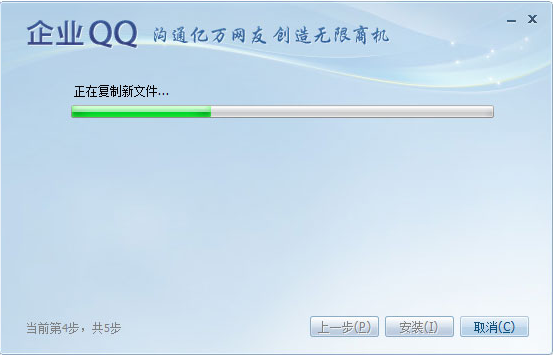 企业QQ 沟通亿万网友 创造无限商机
正在复制新文件...
当前第4步，共5步
上一步(P) 安装(I) 取消(C)